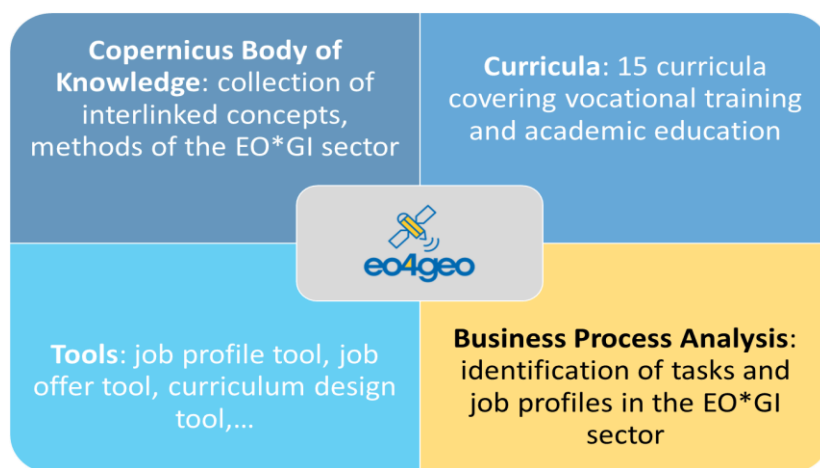 Copernicus Body of
Knowledge: collection of
interlinked concepts,
methods of the EO*GI sector
Curricula: 15 curricula
covering vocational training
and academic education
eo4geo
Tools: job profile tool, job
offer tool, curriculum design
tool,...
Business Process Analysis:
identification of tasks and
job profiles in the EO*GI
sector